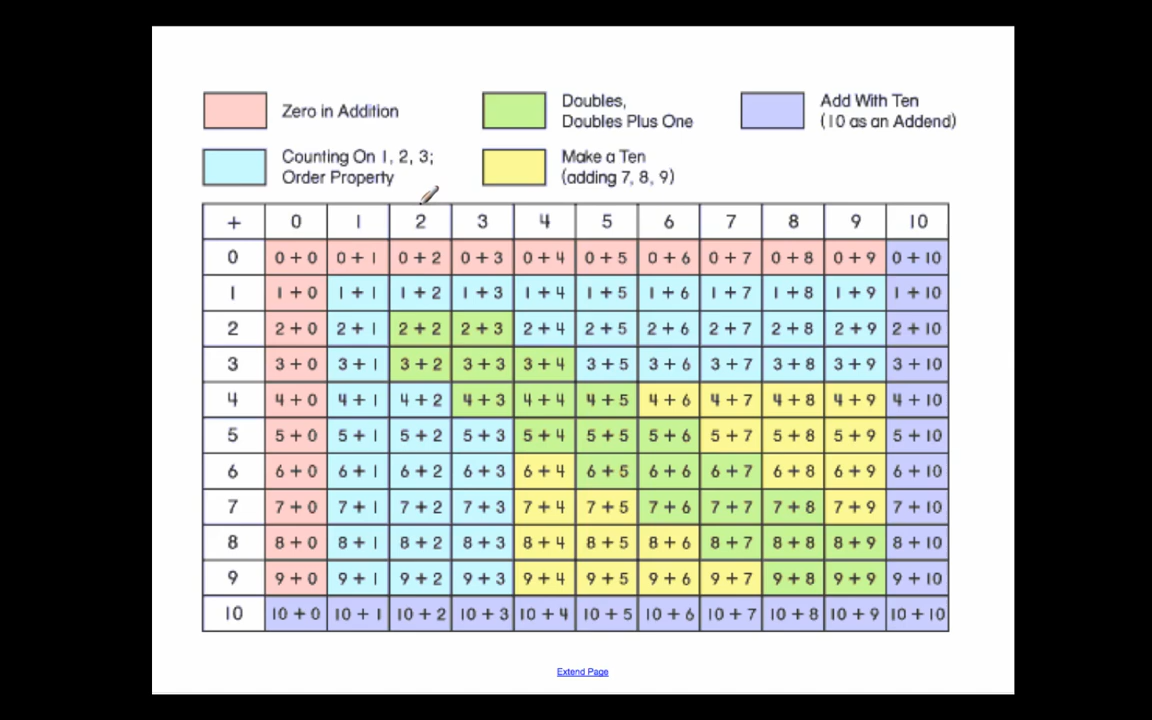 Zero in Addition
Doubles,
Doubles Plus One
Add With Ten
(10 as an Addend)
Counting On 1, 2, 3;
Order Property
Make a Ten
(adding 7, 8, 9)
+ 0 1 2 3 4 5 6 7 8 9 10
0 0 + 0 0 + 1 0 + 2 0 + 3 0 + 4 0 + 5 0 + 6 0 + 7 0 + 8 0 + 9 0 + 10
1 1 + 0 1 + 1 1 + 2 1 + 3 1 + 4 1 + 5 1 + 6 1 + 7 1 + 8 1 + 9 1 + 10
2 2 + 0 2 + 1 2 + 2 2 + 3 2 + 4 2 + 5 2 + 6 2 + 7 2 + 8 2 + 9 2 + 10
3 3 + 0 3 + 1 3 + 2 3 + 3 3 + 4 3 + 5 3 + 6 3 + 7 3 + 8 3 + 9 3 + 10
4 4 + 0 4 + 1 4 + 2 4 + 3 4 + 4 4 + 5 4 + 6 4 + 7 4 + 8 4 + 9 4 + 10
5 5 + 0 5 + 1 5 + 2 5 + 3 5 + 4 5 + 5 5 + 6 5 + 7 5 + 8 5 + 9 5 + 10
6 6 + 0 6 + 1 6 + 2 6 + 3 6 + 4 6 + 5 6 + 6 6 + 7 6 + 8 6 + 9 6 + 10
7 7 + 0 7 + 1 7 + 2 7 + 3 7 + 4 7 + 5 7 + 6 7 + 7 7 + 8 7 + 9 7 + 10
8 8 + 0 8 + 1 8 + 2 8 + 3 8 + 4 8 + 5 8 + 6 8 + 7 8 + 8 8 + 9 8 + 10
9 9 + 0 9 + 1 9 + 2 9 + 3 9 + 4 9 + 5 9 + 6 9 + 7 9 + 8 9 + 9 9 + 10
10 10 + 0 10 + 1 10 + 2 10 + 3 10 + 4 10 + 5 10 + 6 10 + 7 10 + 8 10 + 9 10 + 10
Extend Page